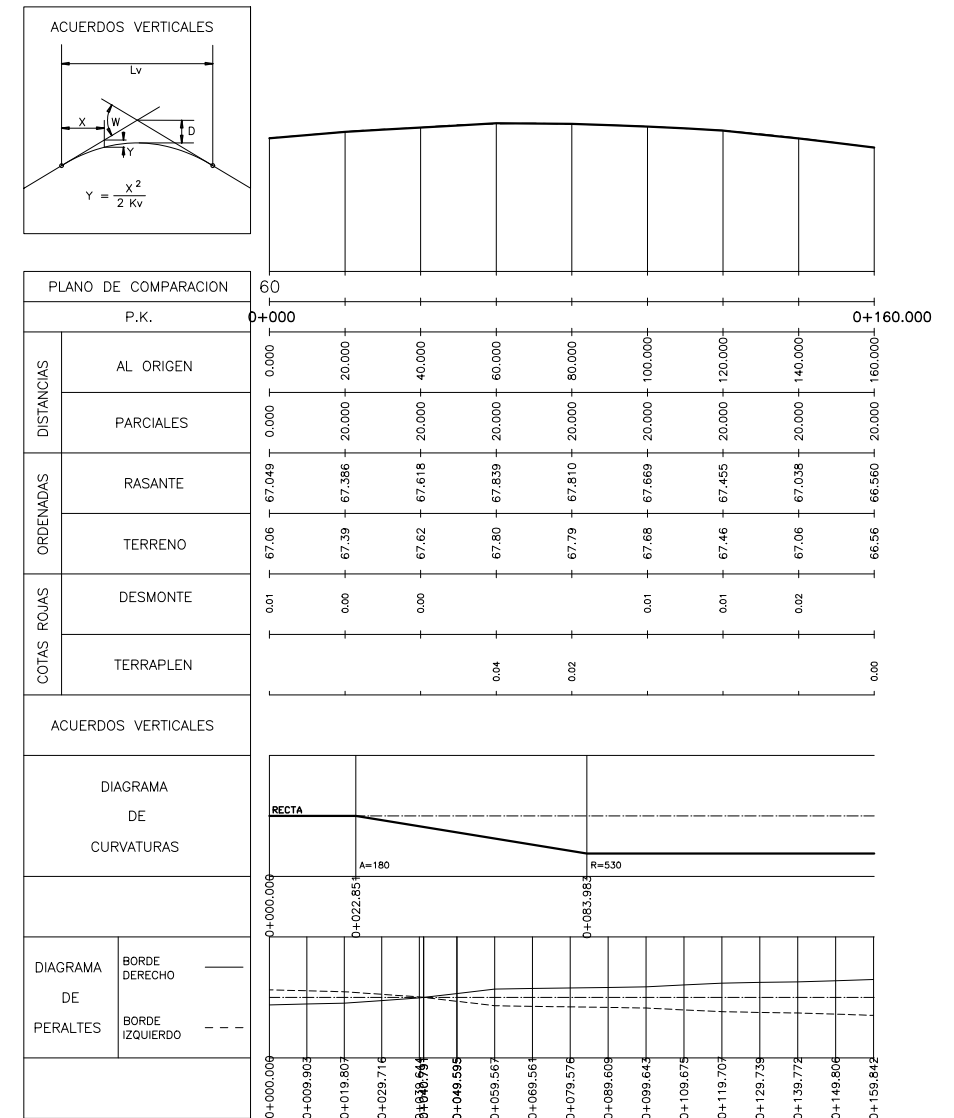 ACUERDOS VERTICALES
Lv
X
W
D
Y
Y = X² / 2 Kv
PLANO DE COMPARACION 60
P.K. 0+000 0+160.000
DISTANCIAS
AL ORIGEN 0.000 20.000 40.000 60.000 80.000 100.000 120.000 140.000 160.000
PARCIALES 0.000 20.000 20.000 20.000 20.000 20.000 20.000 20.000 20.000
ORDENADAS
RASANTE 67.049 67.386 67.618 67.839 67.810 67.669 67.455 67.038 66.560
TERRENO 67.06 67.39 67.62 67.80 67.79 67.68 67.46 67.06 66.56
COTAS ROJAS
DESMONTE 0.01 0.00 0.00 0.01 0.01 0.02
TERRAPLEN 0.04 0.02 0.00
ACUERDOS VERTICALES
DIAGRAMA
DE
CURVATURAS
RECTA
A=180
R=530
0+000.000 0+022.851 0+083.983
DIAGRAMA
DE
PERALTES
BORDE
DERECHO
BORDE
IZQUIERDO
0+000.000 0+009.903 0+019.807 0+029.716 0+049.595 0+059.567 0+069.561 0+079.576 0+089.609 0+099.643 0+109.675 0+119.707 0+129.739 0+139.772 0+149.806 0+159.842